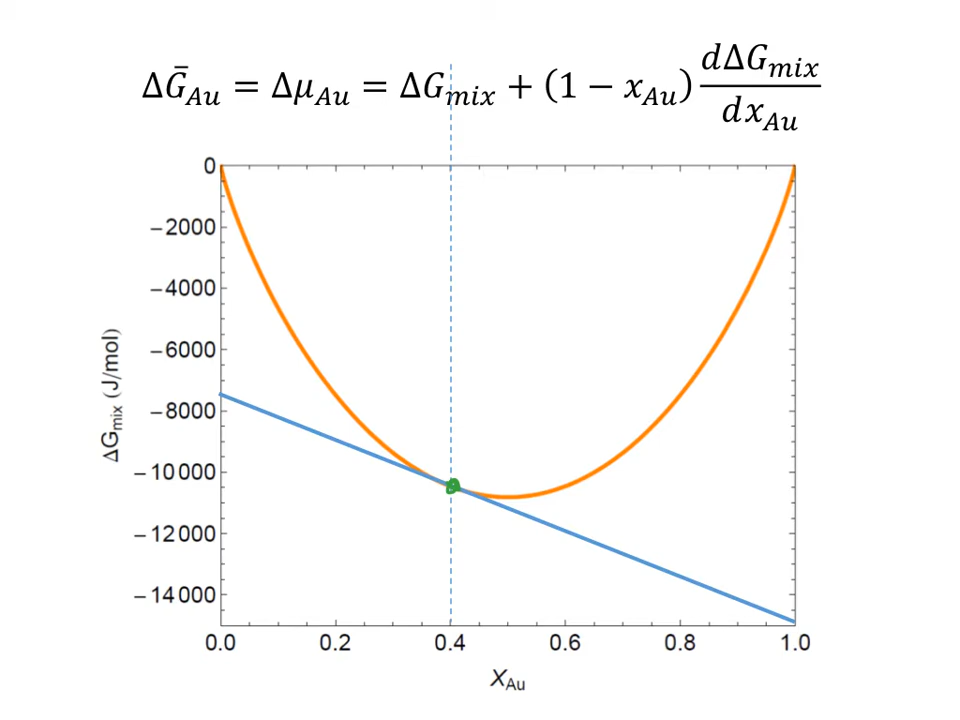 ΔḠ_Au = Δμ_Au = ΔG_mix + (1 − x_Au) dΔG_mix/dx_Au
0
−2000
−4000
−6000
−8000
−10 000
−12 000
−14 000
ΔG_mix (J/mol)
0.0 0.2 0.4 0.6 0.8 1.0
X_Au